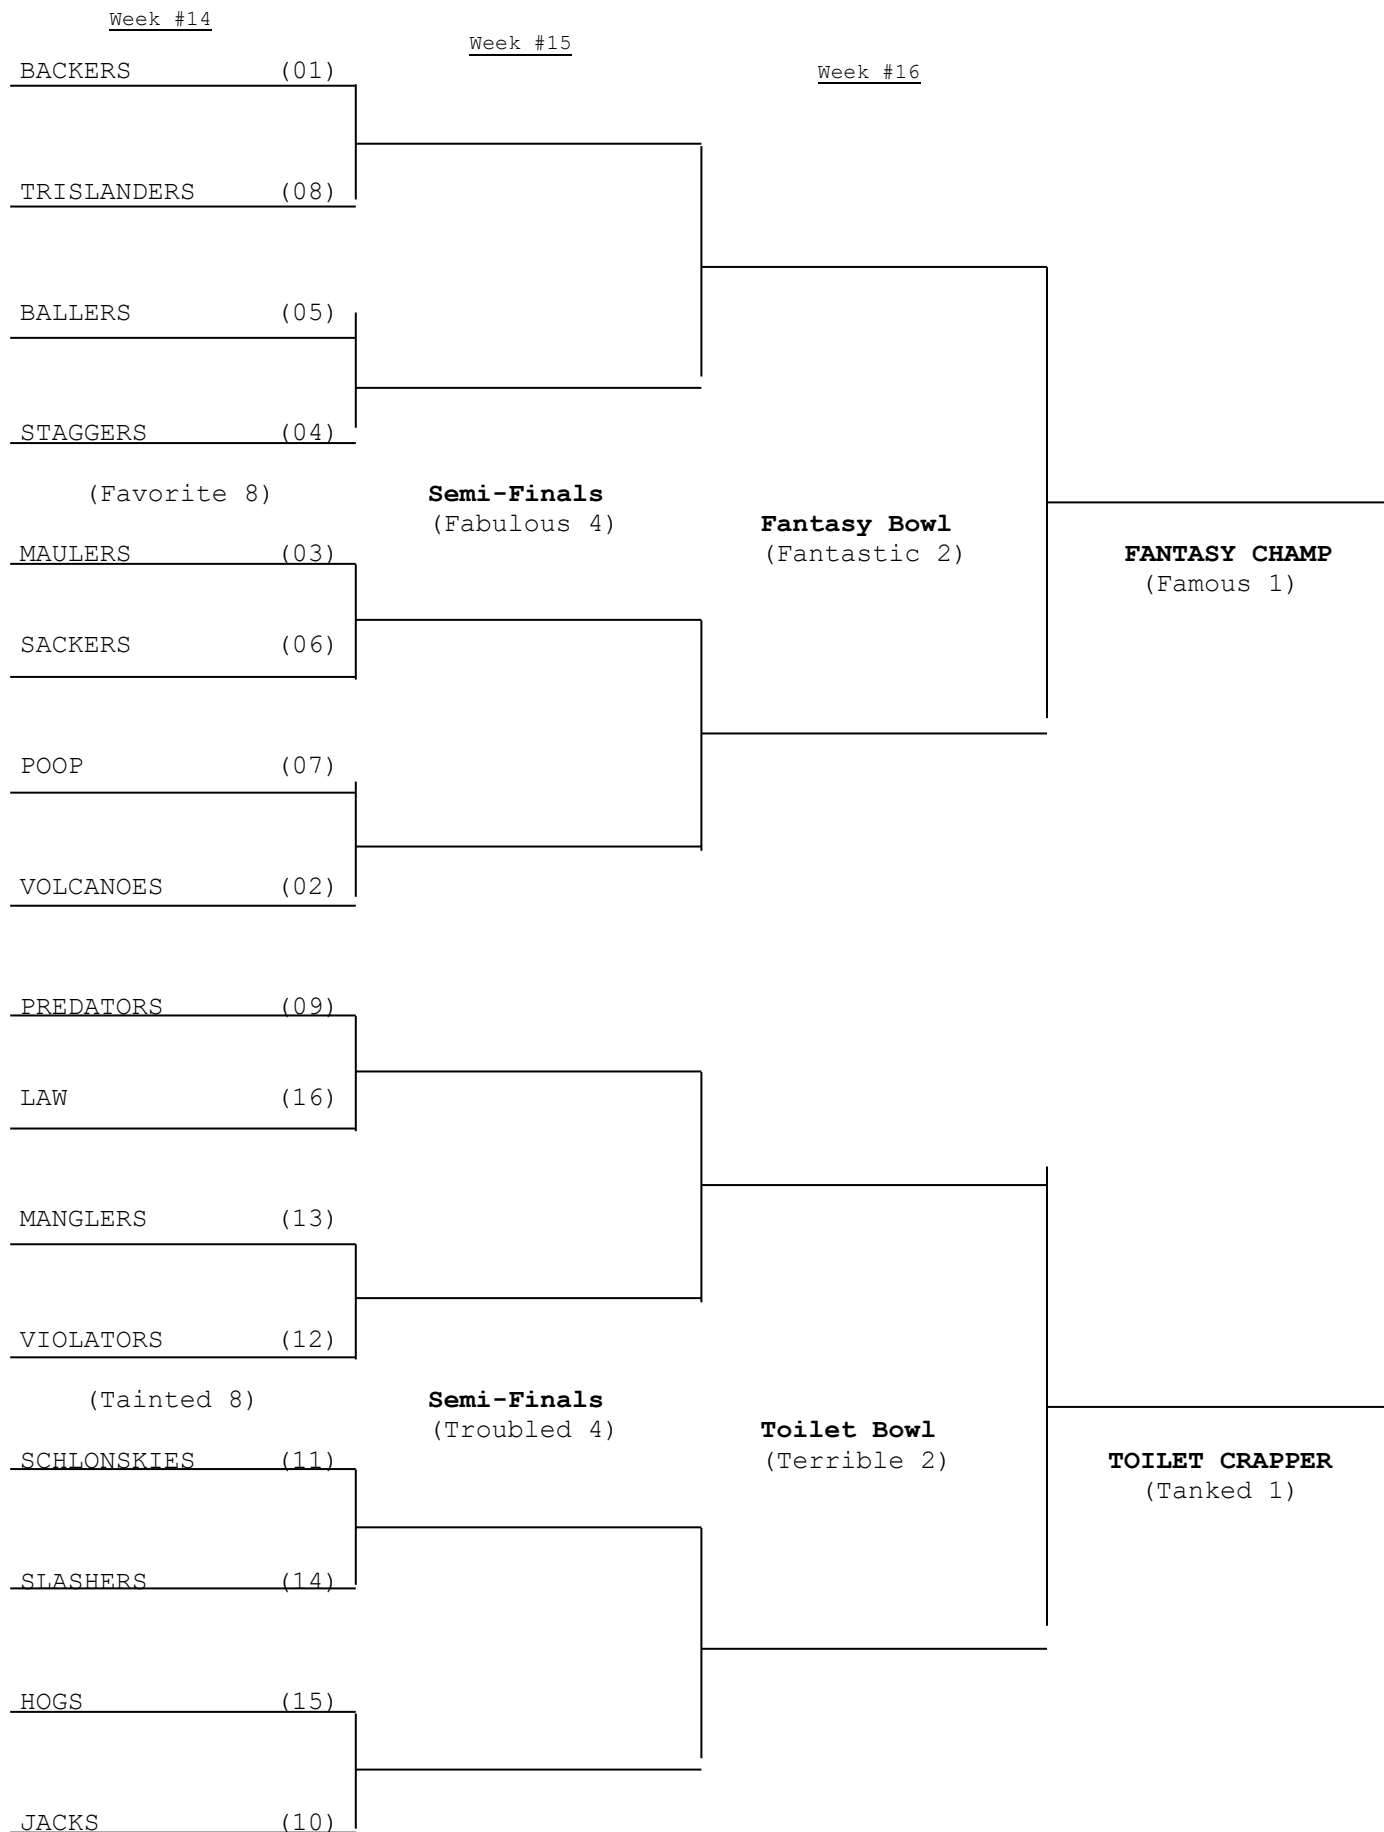 Week #14
Week #15
Week #16
BACKERS (01)
TRISLANDERS (08)
BALLERS (05)
STAGGERS (04)
(Favorite 8) Semi-Finals
(Fabulous 4) Fantasy Bowl
MAULERS (03) (Fantastic 2) FANTASY CHAMP
(Famous 1)
SACKERS (06)
POOP (07)
VOLCANOES (02)
PREDATORS (09)
LAW (16)
MANGLERS (13)
VIOLATORS (12)
(Tainted 8) Semi-Finals
(Troubled 4) Toilet Bowl
SCHLONSKIES (11) (Terrible 2) TOILET CRAPPER
(Tanked 1)
SLASHERS (14)
HOGS (15)
JACKS (10)